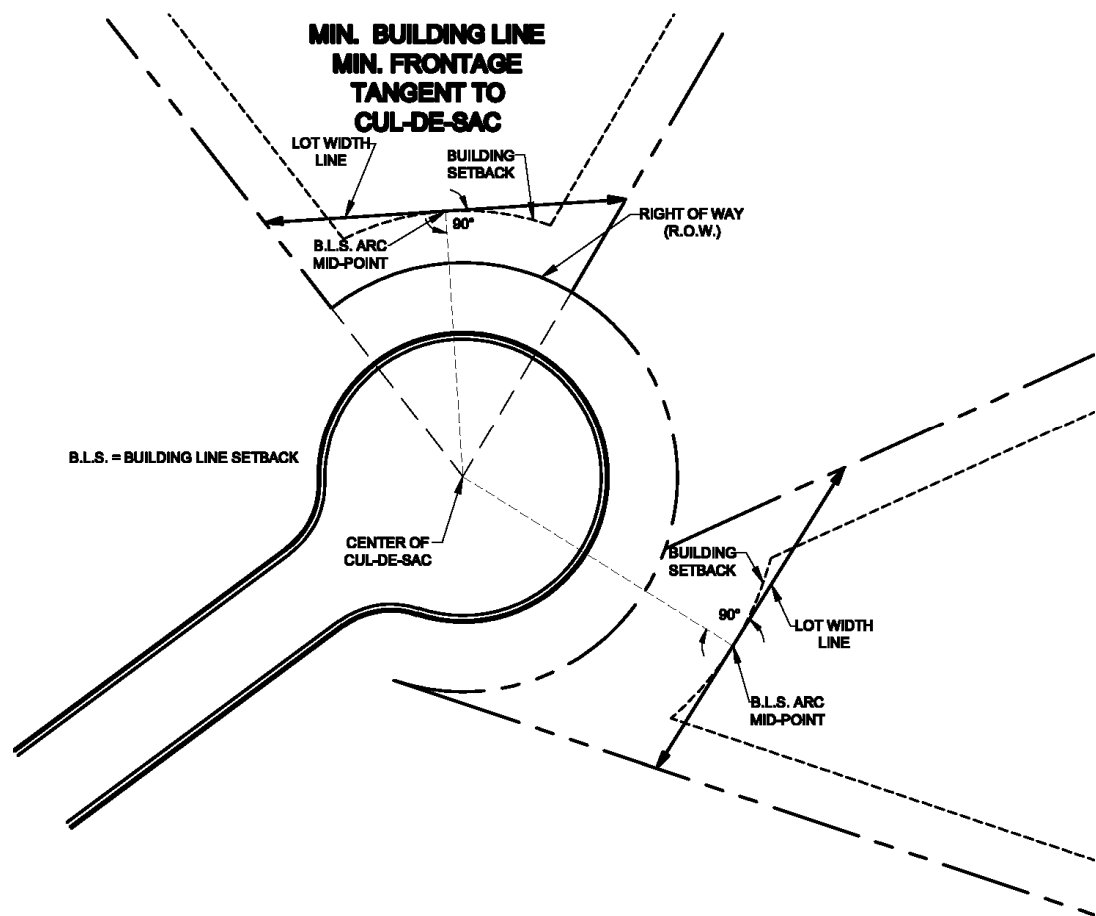 MIN. BUILDING LINE
MIN. FRONTAGE
TANGENT TO
CUL-DE-SAC
LOT WIDTH
LINE
BUILDING
SETBACK
RIGHT OF WAY
(R.O.W.)
90°
B.L.S. ARC
MID-POINT
B.L.S. = BUILDING LINE SETBACK
CENTER OF
CUL-DE-SAC
BUILDING
SETBACK
90°
LOT WIDTH
LINE
B.L.S. ARC
MID-POINT